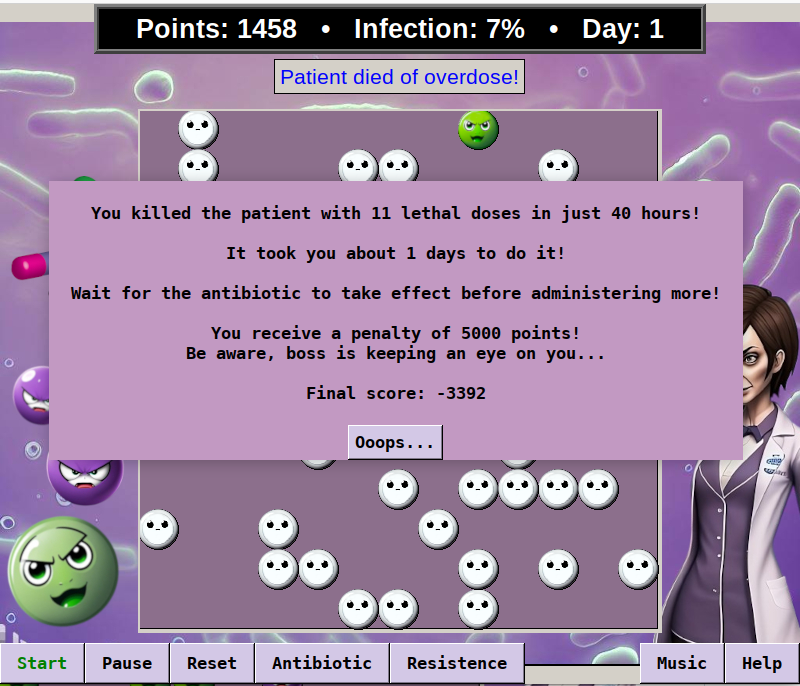 Points: 1458 • Infection: 7% • Day: 1
Patient died of overdose!
You killed the patient with 11 lethal doses in just 40 hours!
It took you about 1 days to do it!
Wait for the antibiotic to take effect before administering more!
You receive a penalty of 5000 points!
Be aware, boss is keeping an eye on you...
Final score: -3392
Ooops...
Start Pause Reset Antibiotic Resistence Music Help